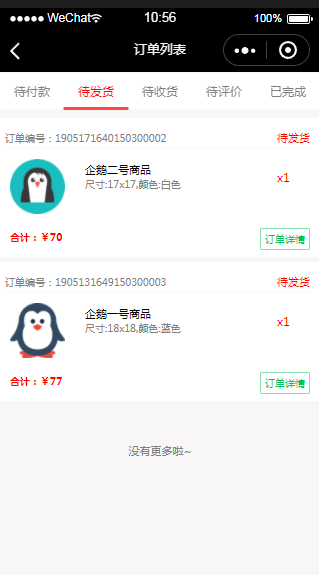 WeChat 10:56 100%
订单列表
待付款 待发货 待收货 待评价 已完成
订单编号：1905171640150300002 待发货
企鹅二号商品
尺寸:17x17,颜色:白色 x1
合计：￥70 订单详情
订单编号：1905131649150300003 待发货
企鹅一号商品
尺寸:18x18,颜色:蓝色 x1
合计：￥77 订单详情
没有更多啦~